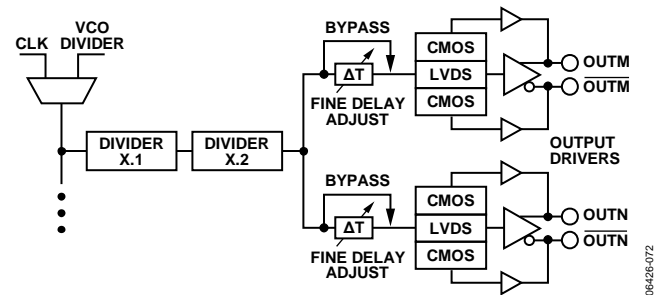 CLK
VCO
DIVIDER
DIVIDER
X.1
DIVIDER
X.2
BYPASS
ΔT
FINE DELAY
ADJUST
CMOS
LVDS
CMOS
OUTM
OUTM
OUTPUT
DRIVERS
BYPASS
ΔT
FINE DELAY
ADJUST
CMOS
LVDS
CMOS
OUTN
OUTN
06426-072